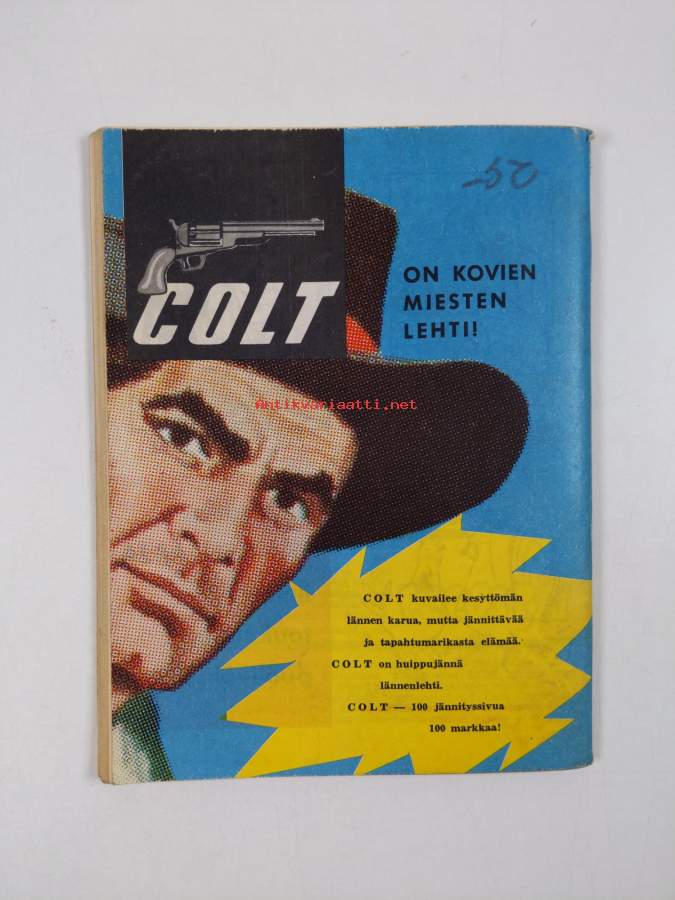 COLT
ON KOVIEN
MIESTEN
LEHTI!
Antikvariaatti.net
COLT kuvailee kesyttömän
lännen karua, mutta jännittävää
ja tapahtumarikasta elämää.
COLT on huippujännä
lännenlehti.
COLT — 100 jännityssivua
100 markkaa!